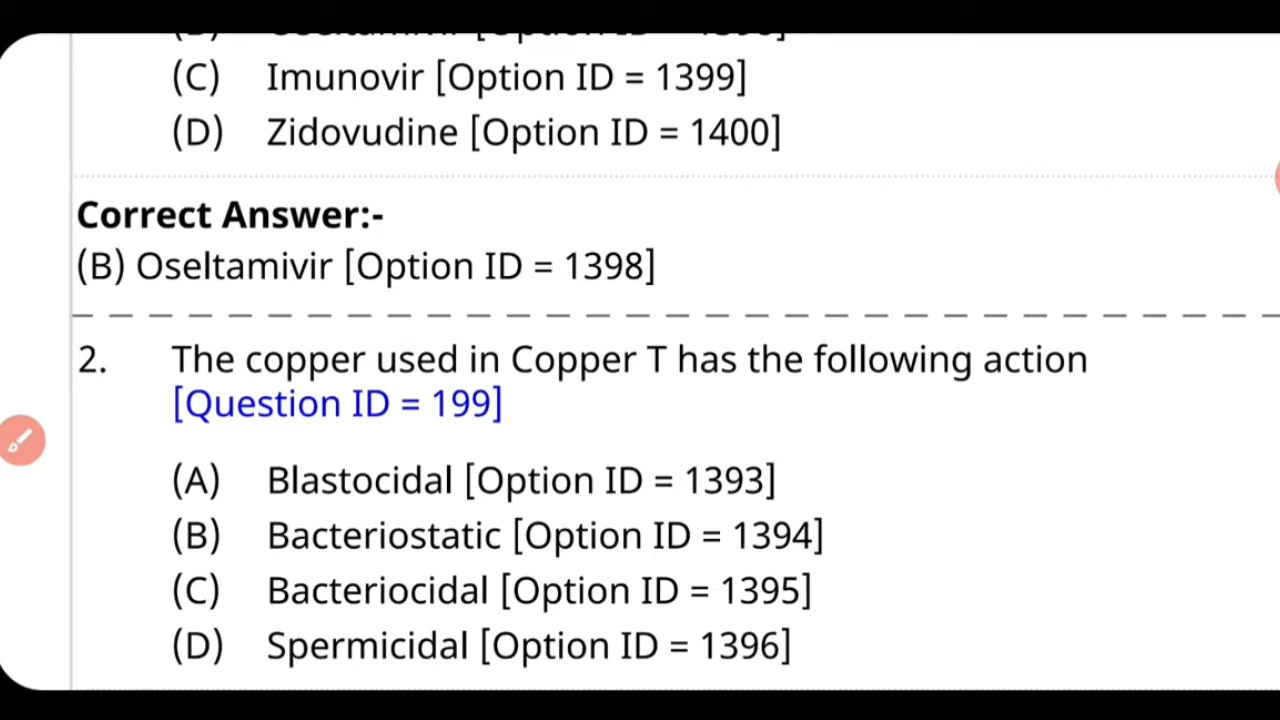 (C) Imunovir [Option ID = 1399]
(D) Zidovudine [Option ID = 1400]
Correct Answer:-
(B) Oseltamivir [Option ID = 1398]
2. The copper used in Copper T has the following action
[Question ID = 199]
(A) Blastocidal [Option ID = 1393]
(B) Bacteriostatic [Option ID = 1394]
(C) Bacteriocidal [Option ID = 1395]
(D) Spermicidal [Option ID = 1396]